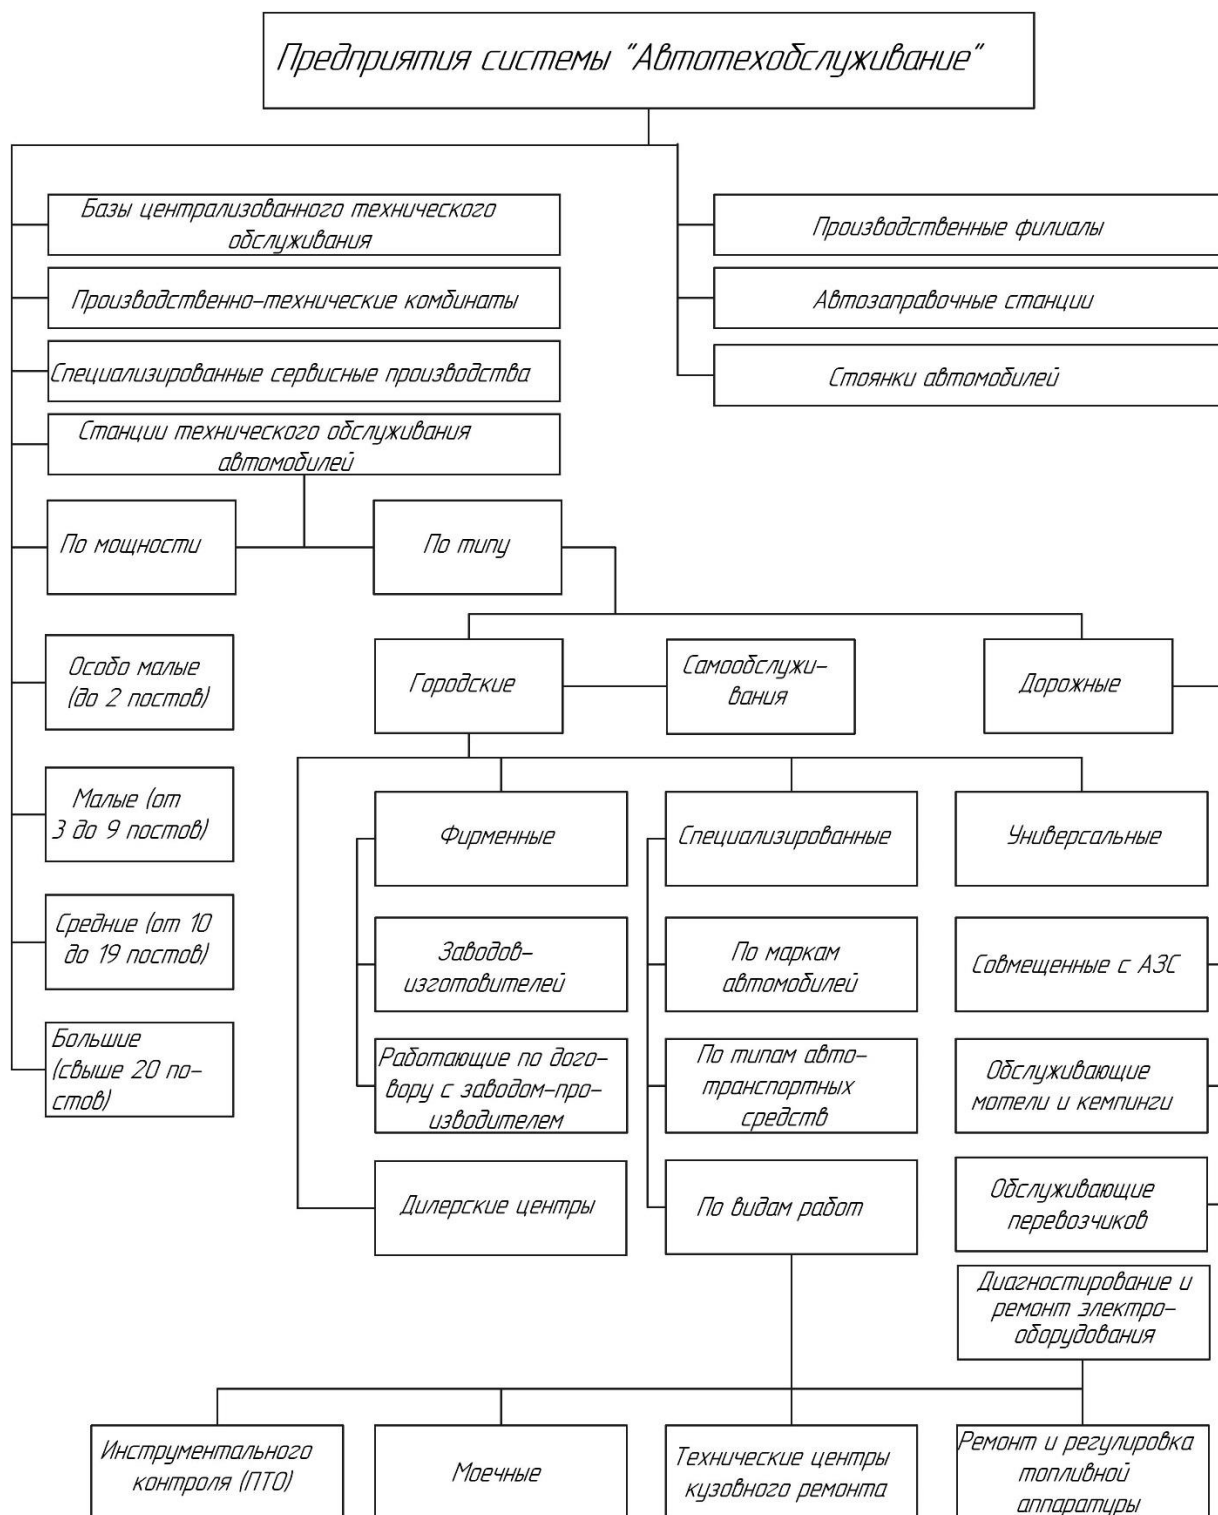 Предприятия системы "Автотехобслуживание"
Базы централизованного технического
обслуживания
Производственно-технические комбинаты
Специализированные сервисные производства
Станции технического обслуживания
автомобилей
Производственные филиалы
Автозаправочные станции
Стоянки автомобилей
По мощности
По типу
Особо малые
(до 2 постов)
Малые (от
3 до 9 постов)
Средние (от 10
до 19 постов)
Большие
(свыше 20 по-
стов)
Городские
Самообслужи-
вания
Дорожные
Фирменные
Специализированные
Универсальные
Заводов-
изготовителей
По маркам
автомобилей
Совмещенные с АЗС
Работающие по дого-
вору с заводом-про-
изводителем
По типам авто-
транспортных
средств
Обслуживающие
мотели и кемпинги
Дилерские центры
По видам работ
Обслуживающие
перевозчиков
Диагностирование и
ремонт электро-
оборудования
Инструментального
контроля (ПТО)
Моечные
Технические центры
кузовного ремонта
Ремонт и регулировка
топливной
аппаратуры